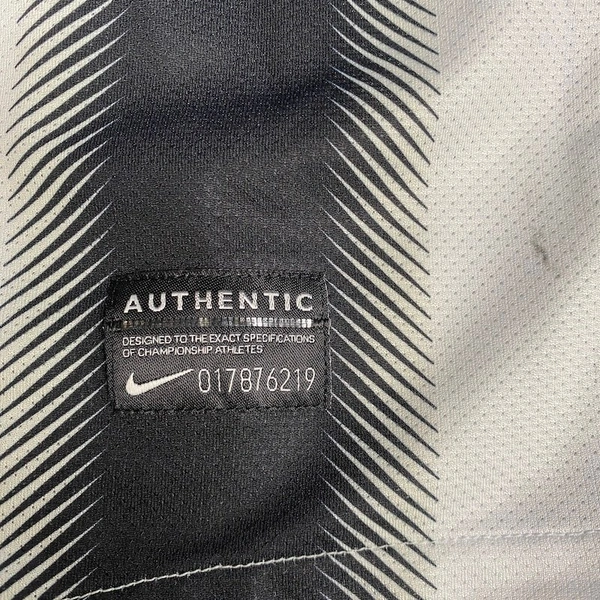 AUTHENTIC
DESIGNED TO THE EXACT SPECIFICATIONS
OF CHAMPIONSHIP ATHLETES
017876219